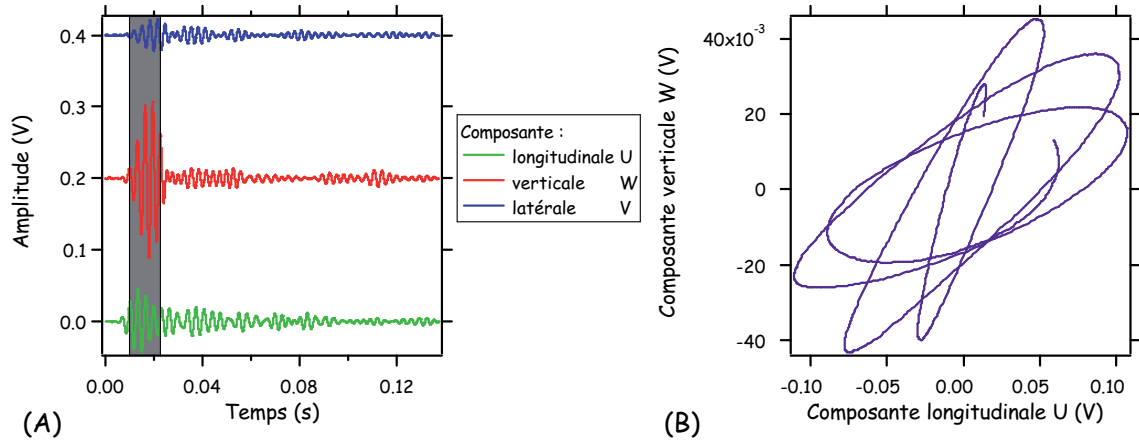 Amplitude (V)
0.4
0.3
0.2
0.1
0.0
0.00
0.04
0.08
0.12
Temps (s)
(A)
Composante :
longitudinale U
verticale W
latérale V
Composante verticale W (V)
40x10⁻³
20
0
-20
-40
-0.10
-0.05
0.00
0.05
0.10
Composante longitudinale U (V)
(B)